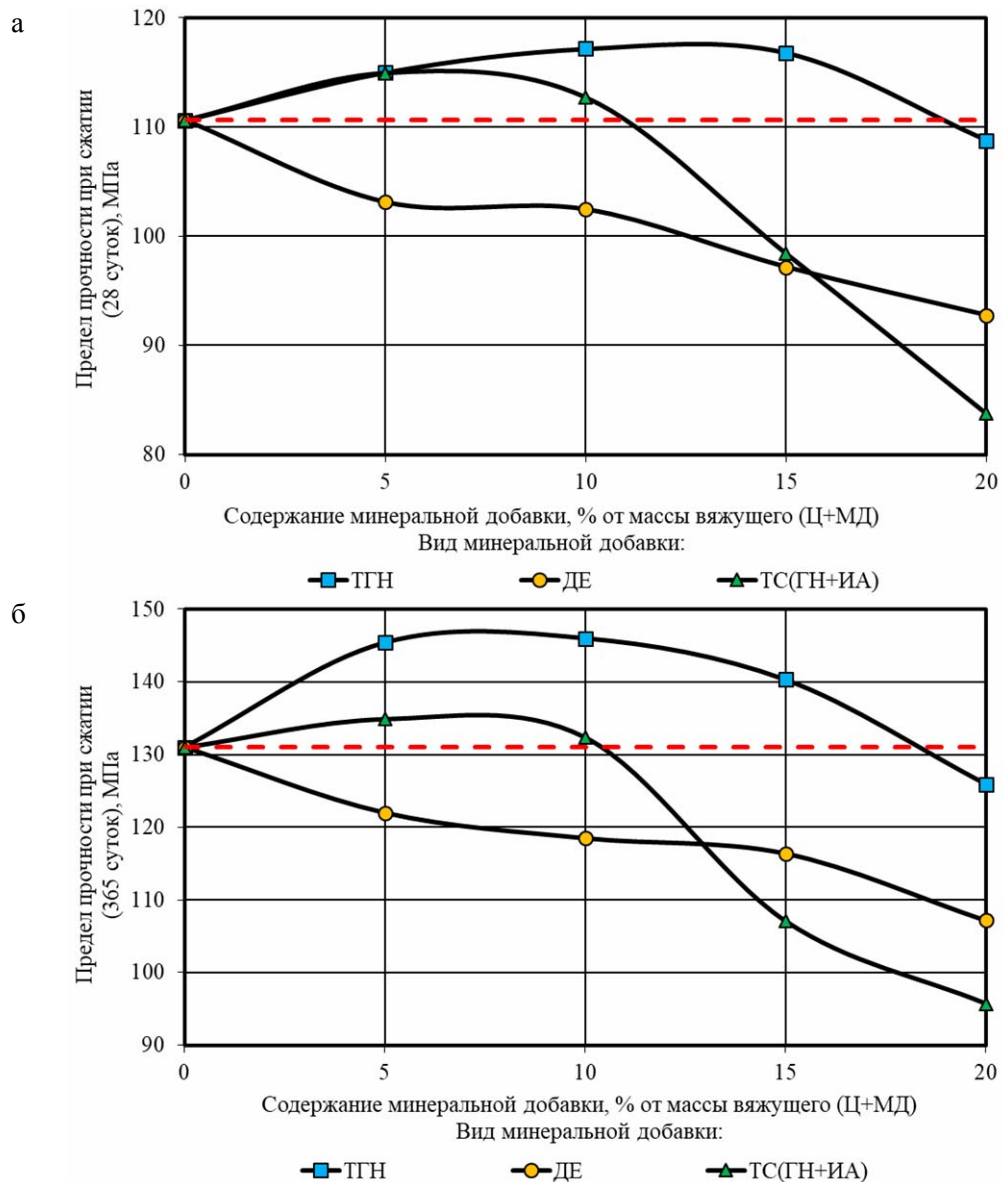 а
120
110
100
90
80
Предел прочности при сжатии
(28 суток), МПа
0 5 10 15 20
Содержание минеральной добавки, % от массы вяжущего (Ц+МД)
Вид минеральной добавки:
ТГН ДЕ ТС(ГН+ИА)
б
150
140
130
120
110
100
90
Предел прочности при сжатии
(365 суток), МПа
0 5 10 15 20
Содержание минеральной добавки, % от массы вяжущего (Ц+МД)
Вид минеральной добавки:
ТГН ДЕ ТС(ГН+ИА)